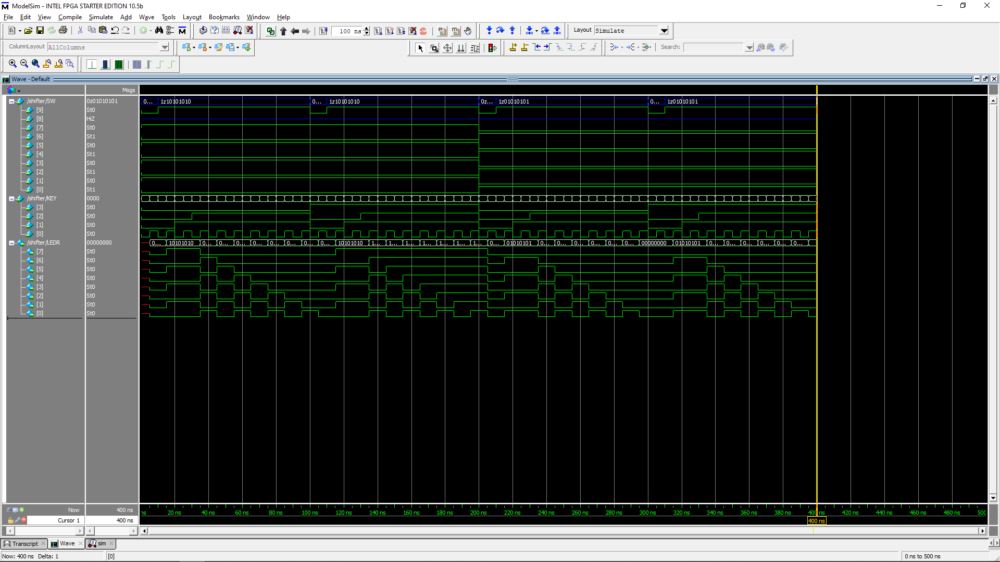 ModelSim - INTEL FPGA STARTER EDITION 10.5b
File Edit View Compile Simulate Add Wave Tools Layout Bookmarks Window Help
100 ns Layout Simulate
ColumnLayout AllColumns Search:
Wave - Default
Msgs
/shifter/SW 0z01010101 0... 1z10101010 0... 1z10101010 0z... 1z01010101 0... 1z01010101
[9] St0
[8] HiZ
[7] St0
[6] St1
[5] St0
[4] St1
[3] St0
[2] St1
[1] St0
[0] St1
/shifter/KEY 0000
[3] St0
[2] St0
[1] St0
[0] St0
/shifter/LEDR 00000000 0... 10101010 0... 0... 0... 0... 0... 0... 0... 0... 10101010 1... 1... 1... 1... 1... 1... 1... 0... 01010101 0... 0... 0... 0... 0... 0... 00000000 01010101 0... 0... 0... 0... 0... 0...
[7] St0
[6] St0
[5] St0
[4] St0
[3] St0
[2] St0
[1] St0
[0] St0
Now 400 ns ns 20 ns 40 ns 60 ns 80 ns 100 ns 120 ns 140 ns 160 ns 180 ns 200 ns 220 ns 240 ns 260 ns 280 ns 300 ns 320 ns 340 ns 360 ns 380 ns 400 ns 420 ns 440 ns 460 ns 480 ns 500
Cursor 1 400 ns 400 ns
Transcript Wave sim
Now: 400 ns Delta: 1 [0] 0 ns to 500 ns